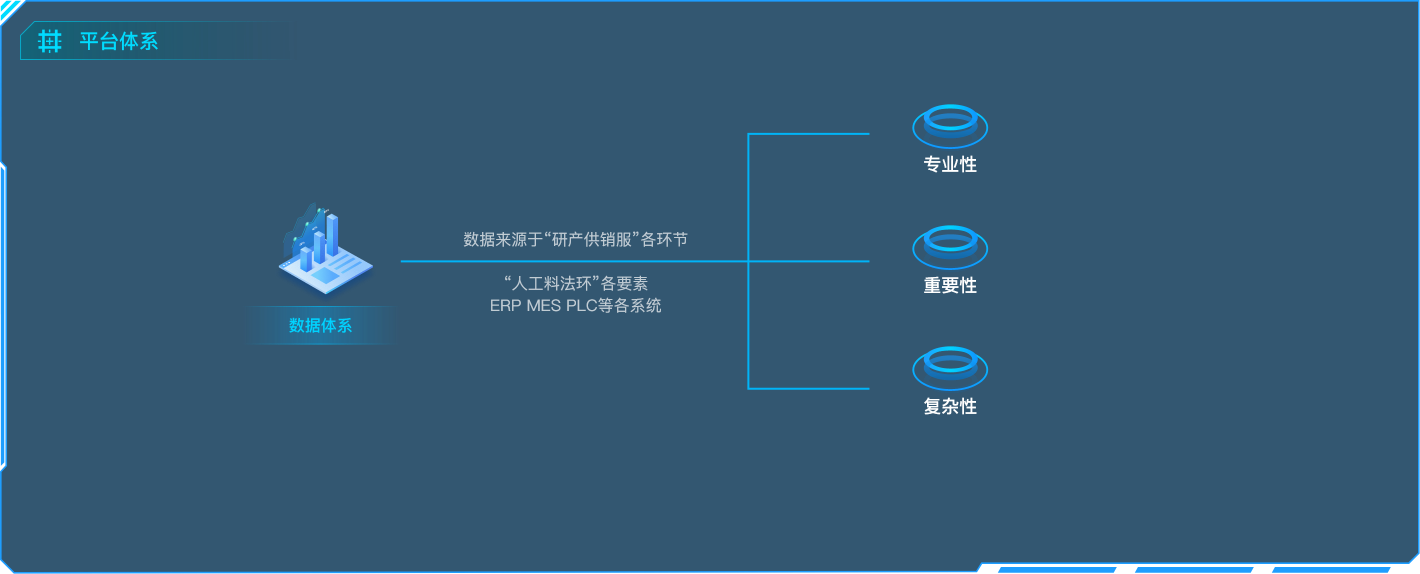 平台体系
专业性
数据来源于“研产供销服”各环节
“人工料法环”各要素
ERP MES PLC等各系统
重要性
数据体系
复杂性